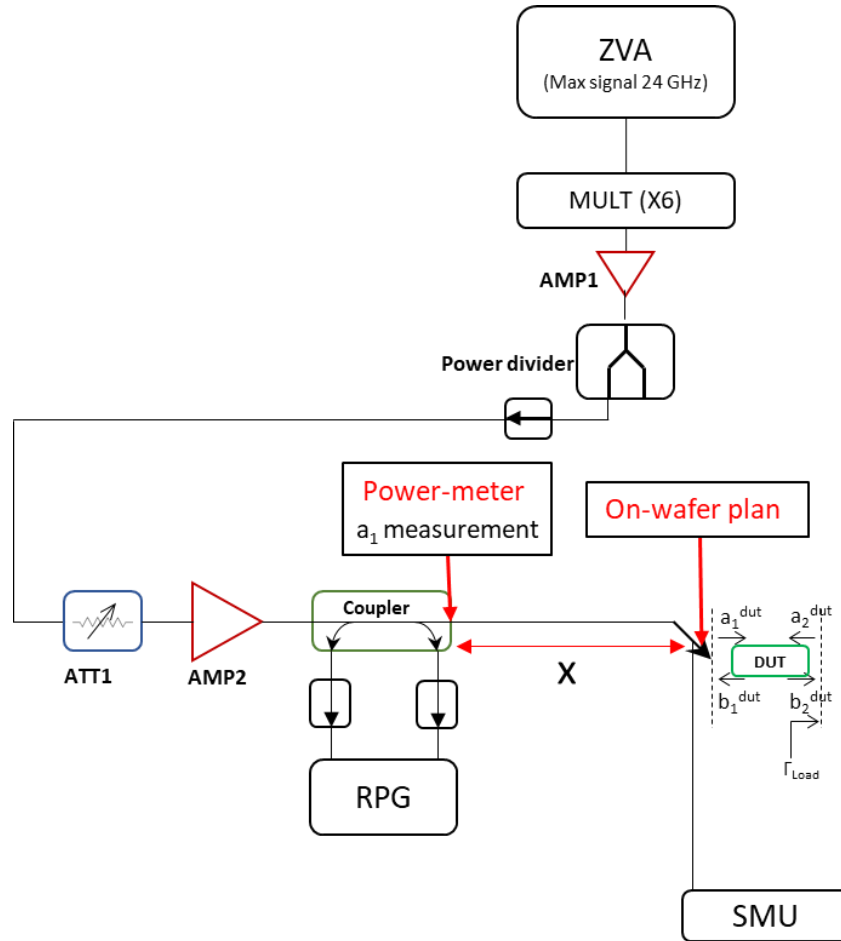 ZVA
(Max signal 24 GHz)
MULT (X6)
AMP1
Power divider
Power-meter
a₁ measurement
On-wafer plan
Coupler
ATT1
AMP2
X
a₁ᵈᵘᵗ
a₂ᵈᵘᵗ
DUT
b₁ᵈᵘᵗ
b₂ᵈᵘᵗ
Γ_Load
RPG
SMU